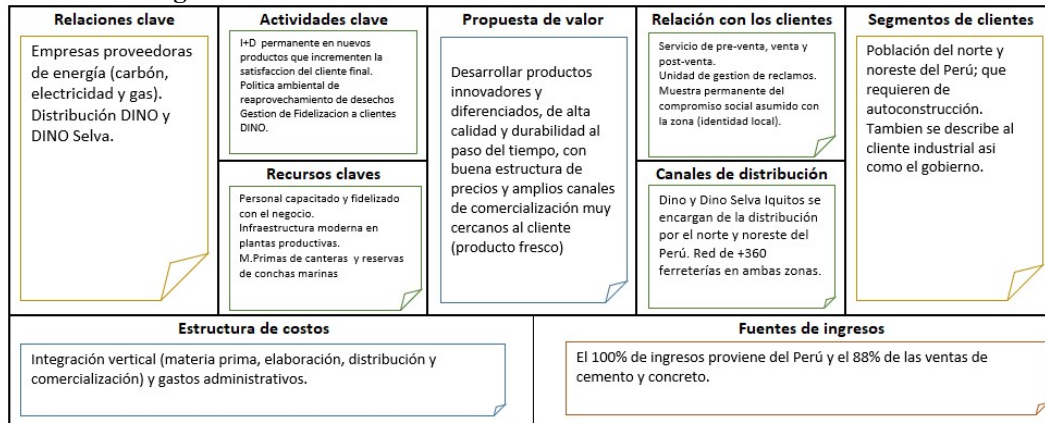 Relaciones clave
Empresas proveedoras
de energía (carbón,
electricidad y gas).
Distribución DINO y
DINO Selva.
Actividades clave
I+D permanente en nuevos
productos que incrementen la
satisfaccion del cliente final.
Politica ambiental de
reaprovechamiento de desechos
Gestion de Fidelizacion a clientes
DINO.
Recursos claves
Personal capacitado y fidelizado
con el negocio.
Infraestructura moderna en
plantas productivas.
M.Primas de canteras y reservas
de conchas marinas
Propuesta de valor
Desarrollar productos
innovadores y
diferenciados, de alta
calidad y durabilidad al
paso del tiempo, con
buena estructura de
precios y amplios canales
de comercialización muy
cercanos al cliente
(producto fresco)
Relación con los clientes
Servicio de pre-venta, venta y
post-venta.
Unidad de gestion de reclamos.
Muestra permanente del
compromiso social asumido con
la zona (identidad local).
Canales de distribución
Dino y Dino Selva Iquitos se
encargan de la distribución
por el norte y noreste del
Perú. Red de +360
ferreterías en ambas zonas.
Segmentos de clientes
Población del norte y
noreste del Perú; que
requieren de
autoconstrucción.
Tambien se describe al
cliente industrial asi
como el gobierno.
Estructura de costos
Integración vertical (materia prima, elaboración, distribución y
comercialización) y gastos administrativos.
Fuentes de ingresos
El 100% de ingresos proviene del Perú y el 88% de las ventas de
cemento y concreto.